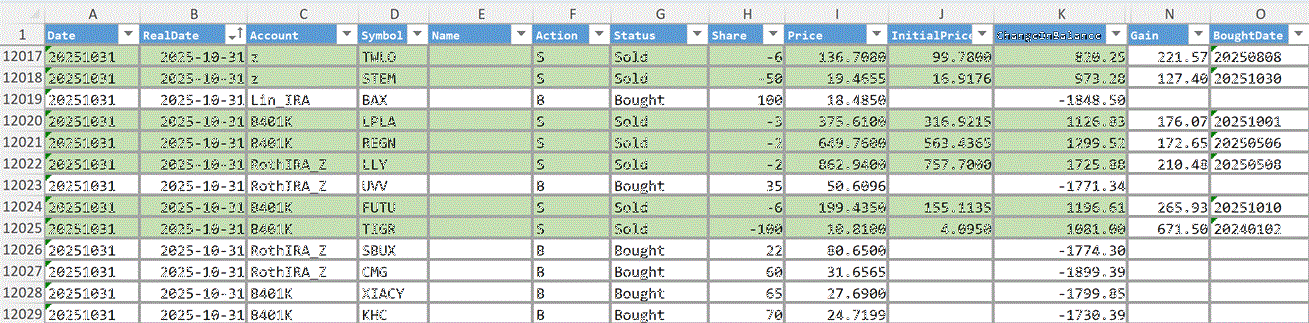 A B C D E F G H I J K N O
1 Date RealDate Account Symbol Name Action Status Share Price InitialPrice ChangeInBalance Gain BoughtDate
12017 20251031 2025-10-31 z TWLO S Sold -6 136.7080 99.7800 820.25 221.57 20250808
12018 20251031 2025-10-31 z STEM S Sold -50 19.4655 16.9176 973.28 127.40 20251030
12019 20251031 2025-10-31 Lin_IRA BAX B Bought 100 18.4850 -1848.50
12020 20251031 2025-10-31 8401K LPLA S Sold -3 375.6100 316.9215 1126.83 176.07 20251001
12021 20251031 2025-10-31 8401K REGN S Sold -2 649.7600 563.4365 1299.52 172.65 20250506
12022 20251031 2025-10-31 RothIRA_Z LLY S Sold -2 862.9400 757.7000 1725.88 210.48 20250508
12023 20251031 2025-10-31 RothIRA_Z UVV B Bought 35 50.6096 -1771.34
12024 20251031 2025-10-31 8401K FUTU S Sold -6 199.4350 155.1135 1196.61 265.93 20251010
12025 20251031 2025-10-31 8401K TIGR S Sold -100 10.8100 4.0950 1081.00 671.50 20240102
12026 20251031 2025-10-31 RothIRA_Z SBUX B Bought 22 80.6500 -1774.30
12027 20251031 2025-10-31 RothIRA_Z CMG B Bought 60 31.6565 -1899.39
12028 20251031 2025-10-31 8401K XIACY B Bought 65 27.6900 -1799.85
12029 20251031 2025-10-31 8401K KHC B Bought 70 24.7199 -1730.39